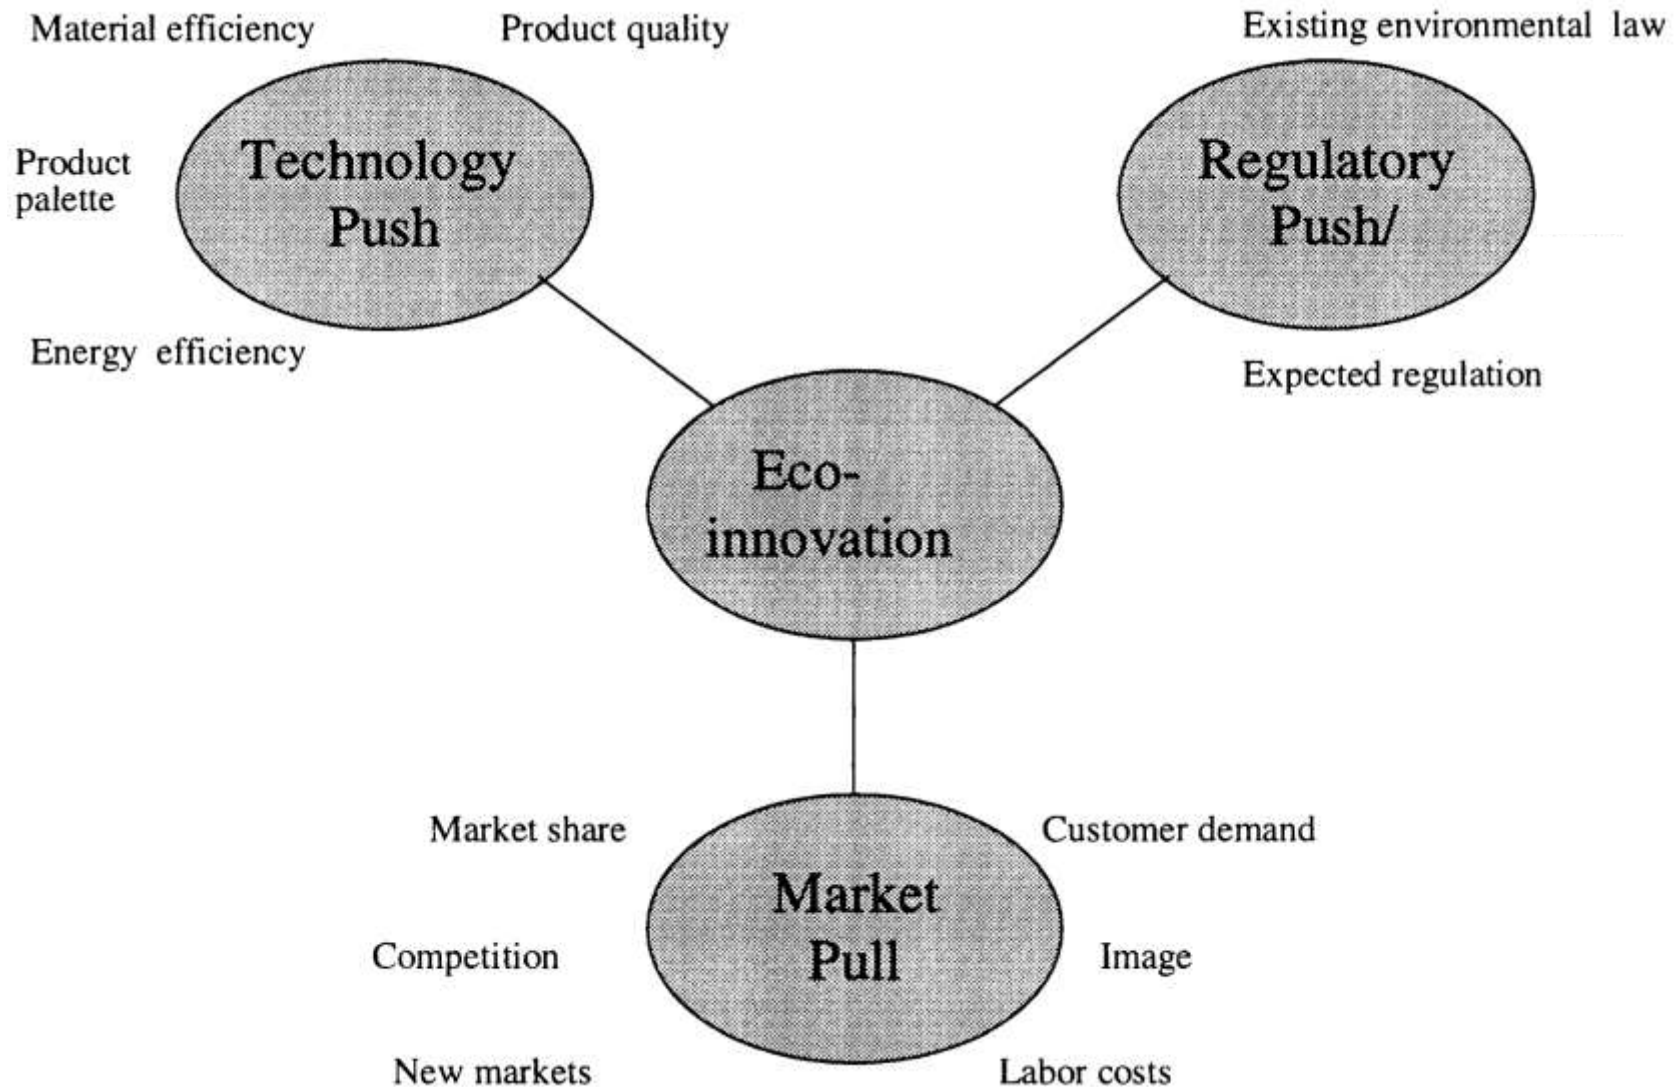 Material efficiency
Product quality
Existing environmental law
Product
palette
Technology
Push
Regulatory
Push/
Energy efficiency
Expected regulation
Eco-
innovation
Market share
Customer demand
Market
Pull
Competition
Image
New markets
Labor costs